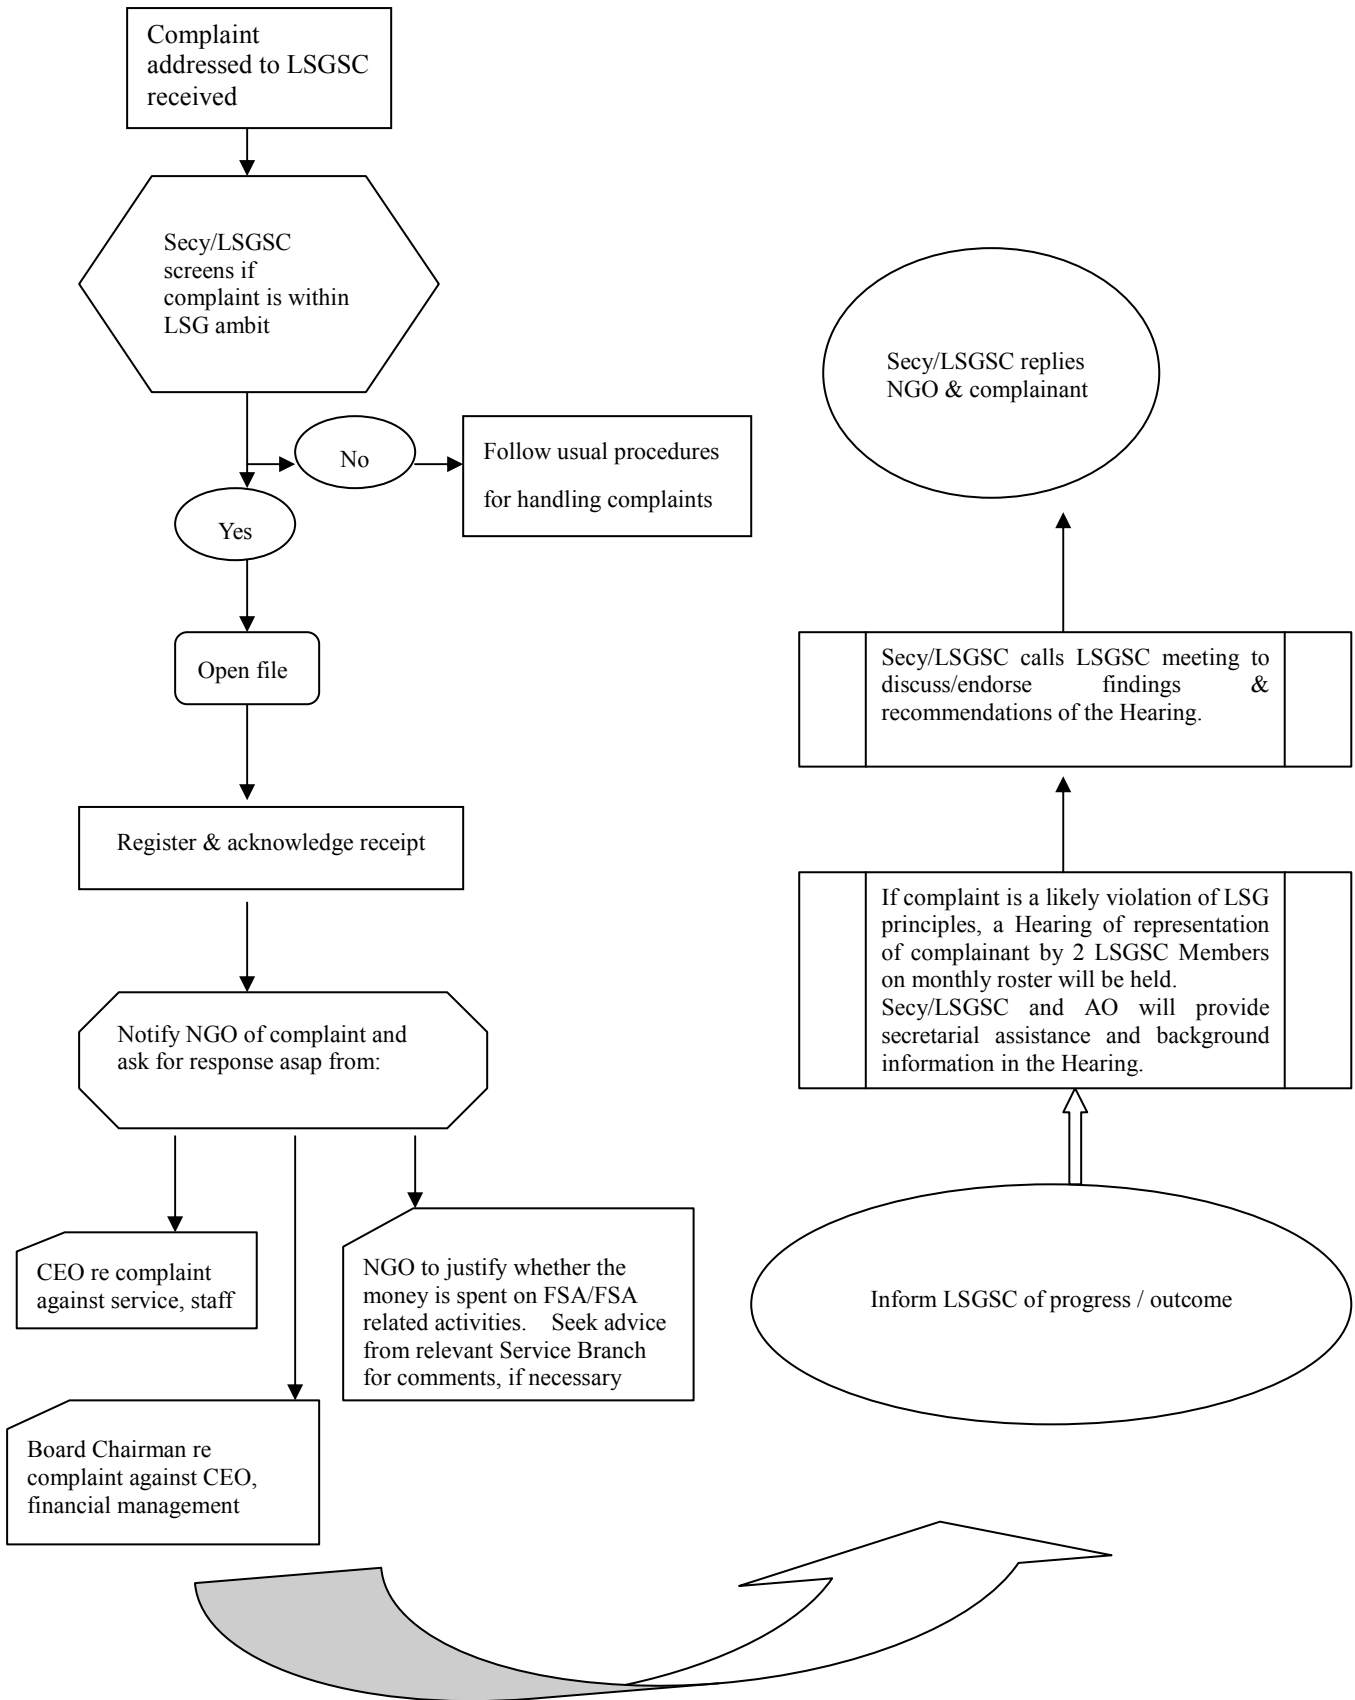 Complaint
addressed to LSGSC
received
Secy/LSGSC
screens if
complaint is within
LSG ambit
No
Follow usual procedures
for handling complaints
Yes
Open file
Register & acknowledge receipt
Notify NGO of complaint and
ask for response asap from:
CEO re complaint
against service, staff
Board Chairman re
complaint against CEO,
financial management
NGO to justify whether the
money is spent on FSA/FSA
related activities. Seek advice
from relevant Service Branch
for comments, if necessary
Inform LSGSC of progress / outcome
If complaint is a likely violation of LSG
principles, a Hearing of representation
of complainant by 2 LSGSC Members
on monthly roster will be held.
Secy/LSGSC and AO will provide
secretarial assistance and background
information in the Hearing.
Secy/LSGSC calls LSGSC meeting to
discuss/endorse findings &
recommendations of the Hearing.
Secy/LSGSC replies
NGO & complainant